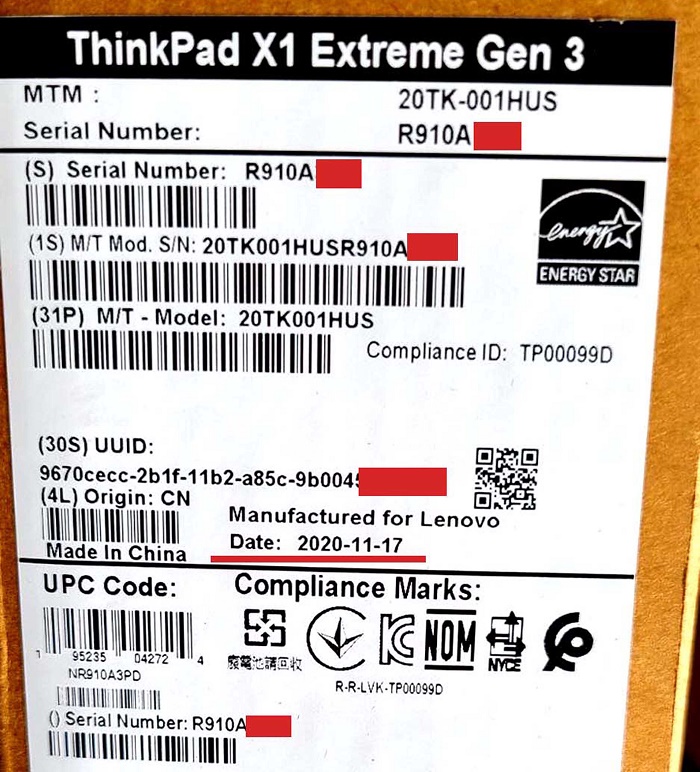 ThinkPad X1 Extreme Gen 3
MTM : 20TK-001HUS
Serial Number: R910A
(S) Serial Number: R910A
(1S) M/T Mod. S/N: 20TK001HUSR910A
energy
ENERGY STAR
(31P) M/T - Model: 20TK001HUS
Compliance ID: TP00099D
(30S) UUID:
9670cecc-2b1f-11b2-a85c-9b0045
(4L) Origin: CN
Made In China
Manufactured for Lenovo
Date: 2020-11-17
UPC Code:
1 95235 04272 4
NR910A3PD
Compliance Marks:
廢電池請回收
KC
NOM
NYCE
R-R-LVK-TP00099D
() Serial Number: R910A